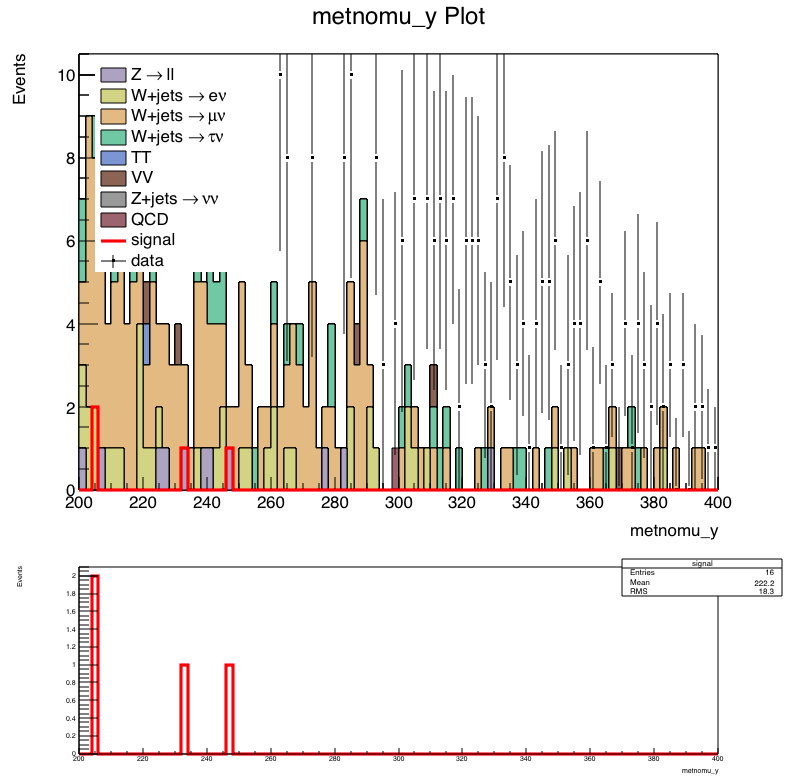 metnomu_y Plot
Events
10
8
6
4
2
0
Z → ll
W+jets → eν
W+jets → μν
W+jets → τν
TT
VV
Z+jets → νν
QCD
signal
data
200 220 240 260 280 300 320 340 360 380 400
metnomu_y
Events
signal
Entries 16
Mean 222.2
RMS 18.3
2
1.8
1.6
1.4
1.2
1
0.8
0.6
0.4
0.2
0
200 220 240 260 280 300 320 340 360 380 400
metnomu_y